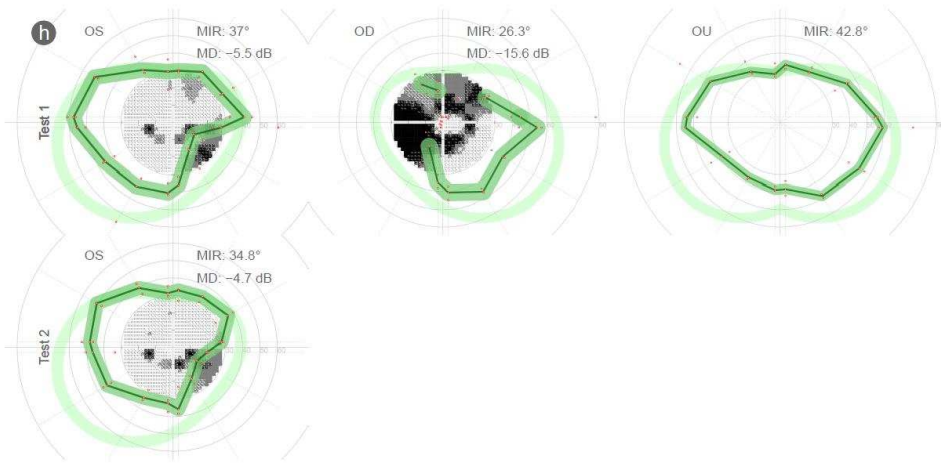 h
OS
MIR: 37°
MD: −5.5 dB
OD
MIR: 26.3°
MD: −15.6 dB
OU
MIR: 42.8°
Test 1
OS
MIR: 34.8°
MD: −4.7 dB
Test 2